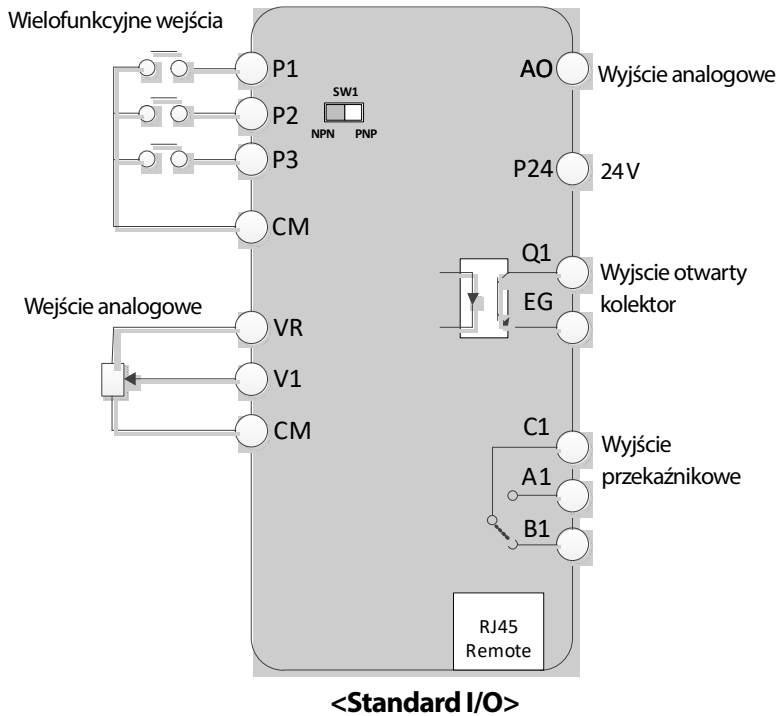 Wielofunkcyjne wejścia
P1
P2
P3
CM
SW1
NPN PNP
Wejście analogowe
VR
V1
CM
AO
Wyjście analogowe
P24
24 V
Q1
EG
Wyjscie otwarty
kolektor
C1
A1
B1
Wyjście
przekaźnikowe
RJ45
Remote
<Standard I/O>